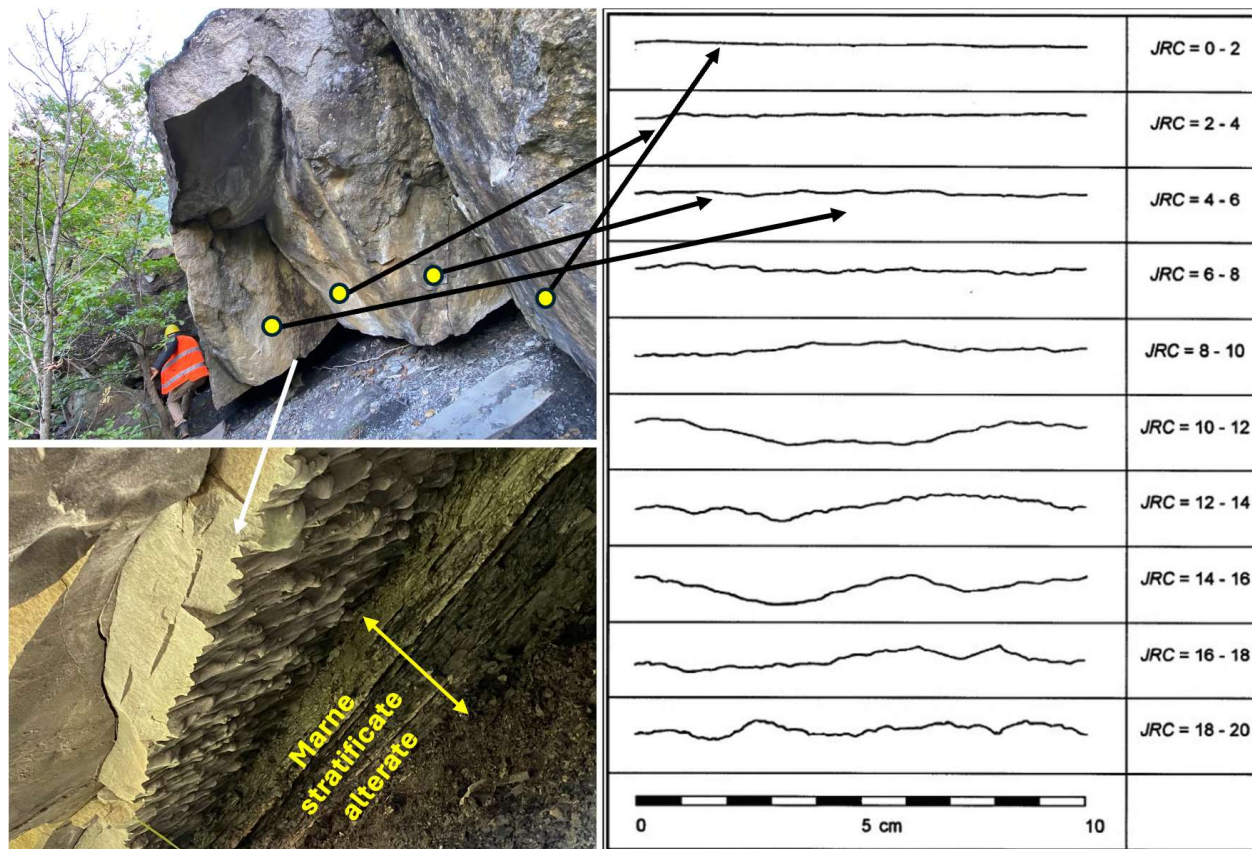 JRC = 0 - 2
JRC = 2 - 4
JRC = 4 - 6
JRC = 6 - 8
JRC = 8 - 10
JRC = 10 - 12
JRC = 12 - 14
JRC = 14 - 16
JRC = 16 - 18
JRC = 18 - 20
0
5 cm
10
Marne
stratificate
alterate